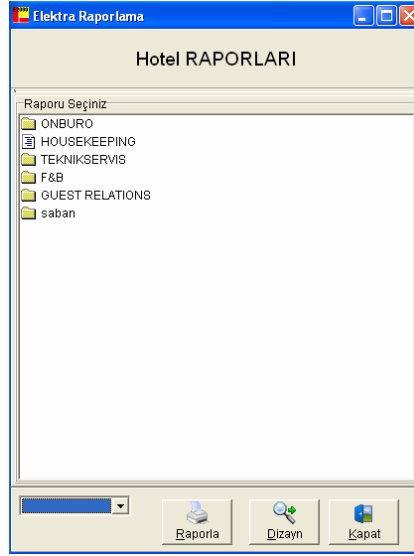 Elektra Raporlama
Hotel RAPORLARI
Raporu Seçiniz
ONBURO
HOUSEKEEPING
TEKNIKSERVIS
F&B
GUEST RELATIONS
saban
Raporla
Dizayn
Kapat